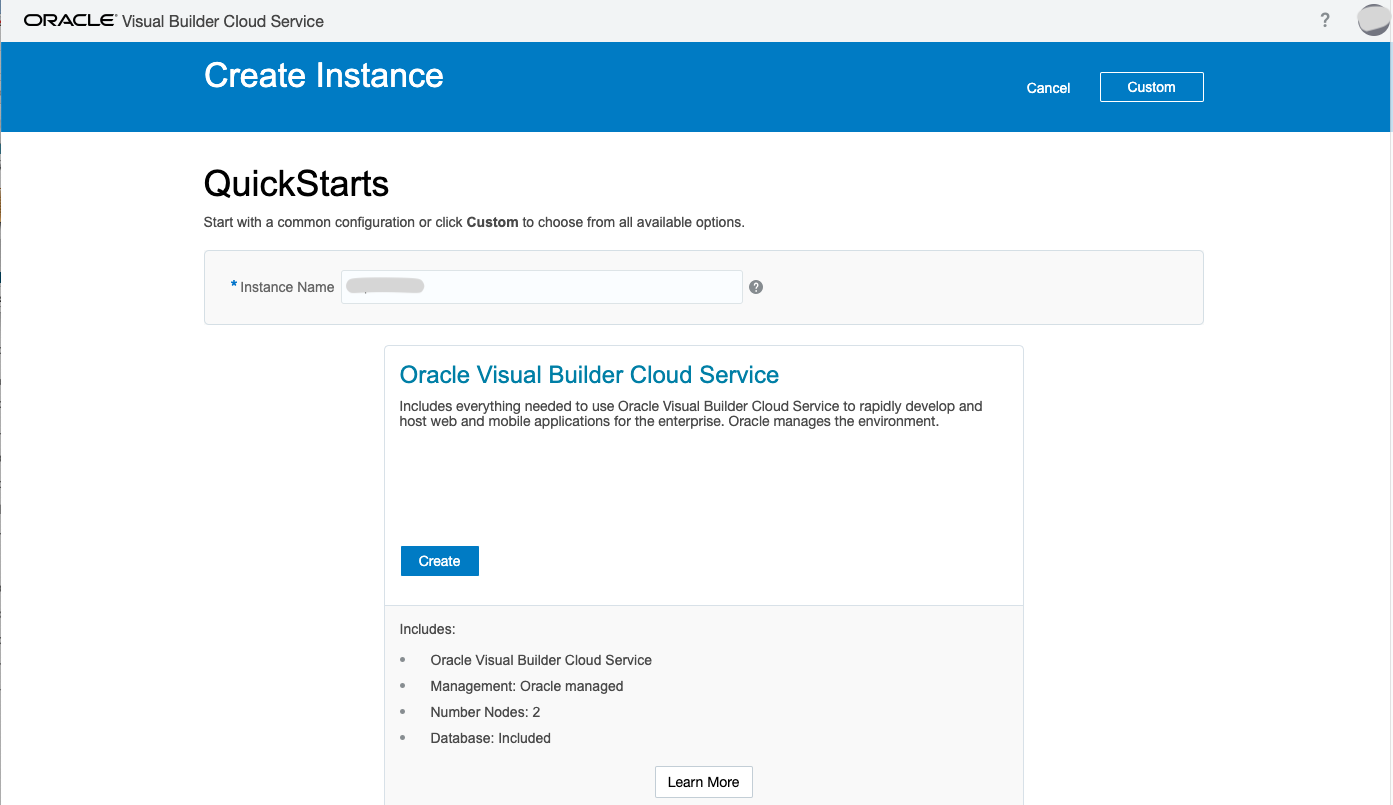 ORACLE® Visual Builder Cloud Service
?
Create Instance
Cancel
Custom
QuickStarts
Start with a common configuration or click Custom to choose from all available options.
* Instance Name
?
Oracle Visual Builder Cloud Service
Includes everything needed to use Oracle Visual Builder Cloud Service to rapidly develop and
host web and mobile applications for the enterprise. Oracle manages the environment.
Create
Includes:
• Oracle Visual Builder Cloud Service
• Management: Oracle managed
• Number Nodes: 2
• Database: Included
Learn More